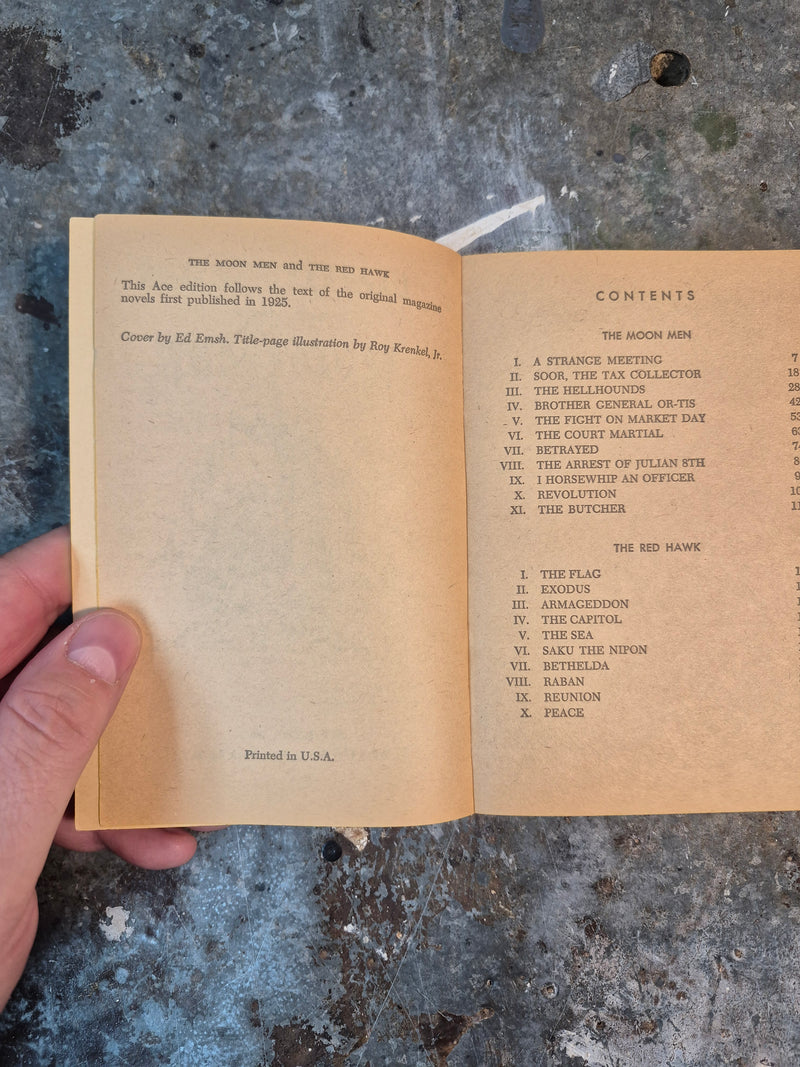 THE MOON MEN and THE RED HAWK
This Ace edition follows the text of the original magazine
novels first published in 1925.
Cover by Ed Emsh. Title-page illustration by Roy Krenkel, Jr.
Printed in U.S.A.
CONTENTS
THE MOON MEN
I. A STRANGE MEETING 7
II. SOOR, THE TAX COLLECTOR 18
III. THE HELLHOUNDS 28
IV. BROTHER GENERAL OR-TIS 42
V. THE FIGHT ON MARKET DAY 53
VI. THE COURT MARTIAL 63
VII. BETRAYED
VIII. THE ARREST OF JULIAN 8TH
IX. I HORSEWHIP AN OFFICER
X. REVOLUTION
XI. THE BUTCHER
THE RED HAWK
I. THE FLAG
II. EXODUS
III. ARMAGEDDON
IV. THE CAPITOL
V. THE SEA
VI. SAKU THE NIPON
VII. BETHELDA
VIII. RABAN
IX. REUNION
X. PEACE